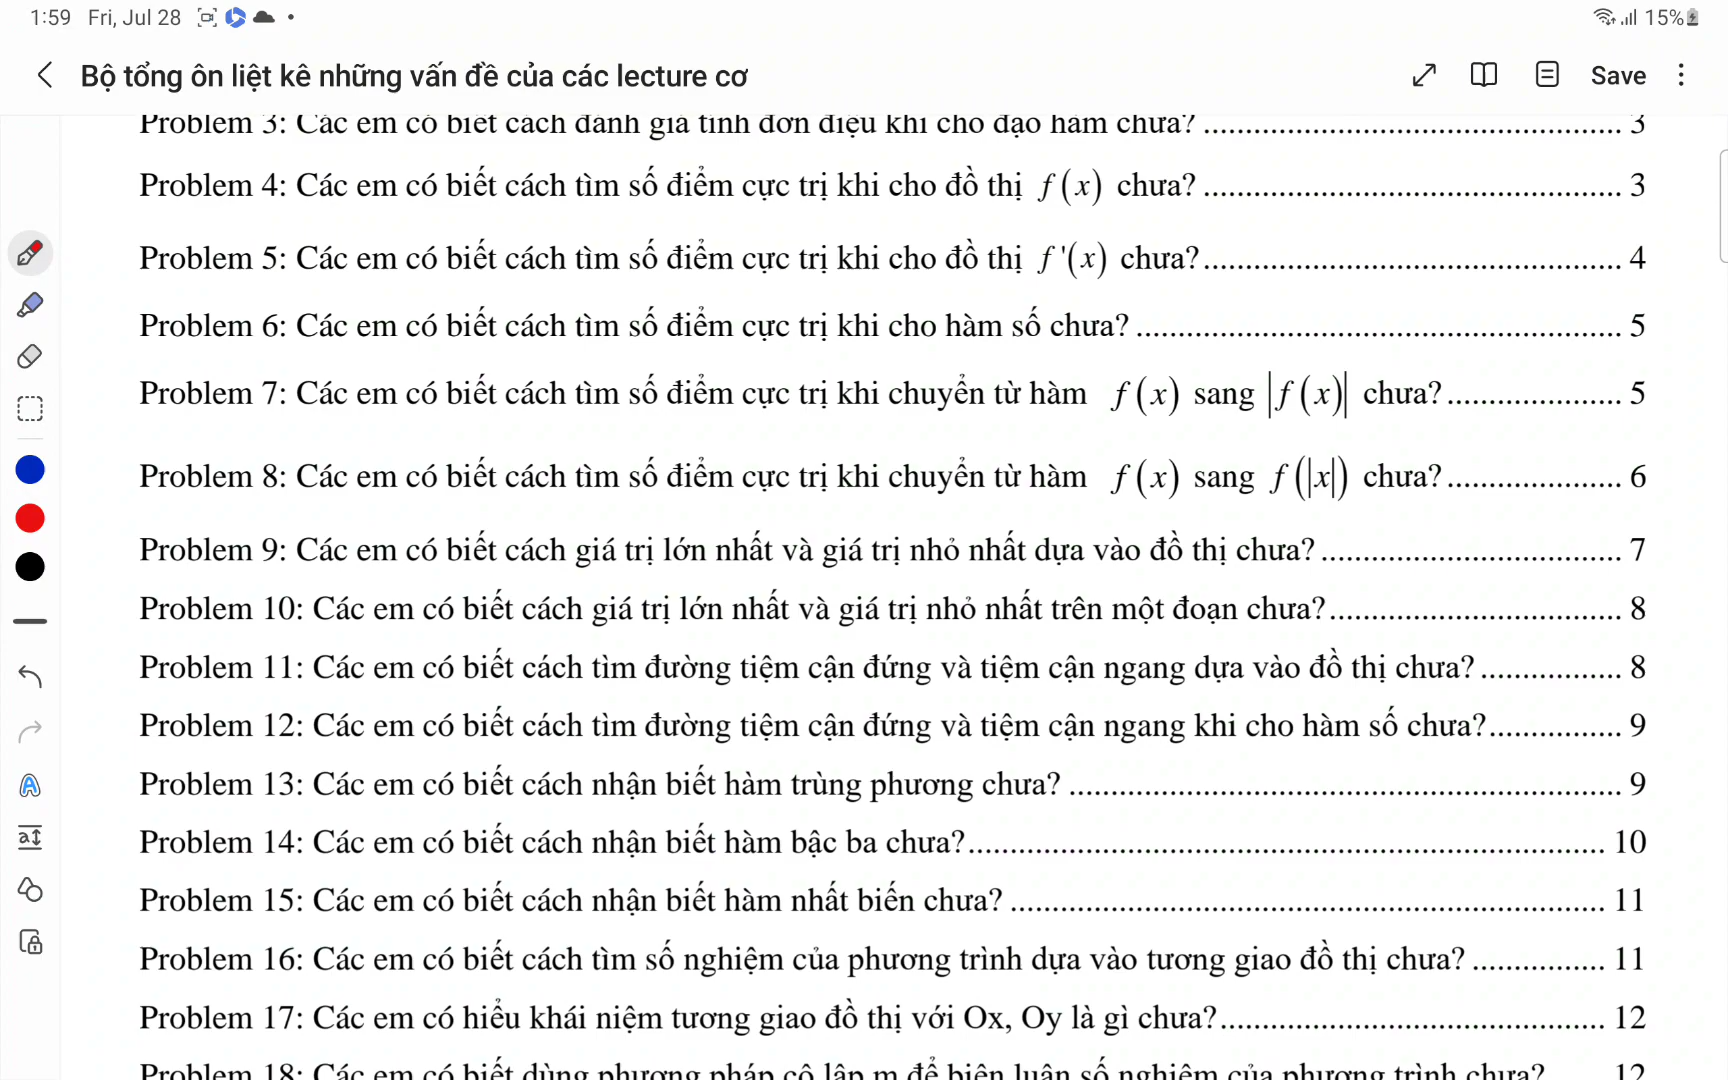 1:59 Fri, Jul 28 15%
Bộ tổng ôn liệt kê những vấn đề của các lecture cơ Save
Problem 3: Các em có biết cách đánh giá tính đơn điệu khi cho đạo hàm chưa? 3
Problem 4: Các em có biết cách tìm số điểm cực trị khi cho đồ thị f(x) chưa? 3
Problem 5: Các em có biết cách tìm số điểm cực trị khi cho đồ thị f'(x) chưa? 4
Problem 6: Các em có biết cách tìm số điểm cực trị khi cho hàm số chưa? 5
Problem 7: Các em có biết cách tìm số điểm cực trị khi chuyển từ hàm f(x) sang |f(x)| chưa? 5
Problem 8: Các em có biết cách tìm số điểm cực trị khi chuyển từ hàm f(x) sang f(|x|) chưa? 6
Problem 9: Các em có biết cách giá trị lớn nhất và giá trị nhỏ nhất dựa vào đồ thị chưa? 7
Problem 10: Các em có biết cách giá trị lớn nhất và giá trị nhỏ nhất trên một đoạn chưa? 8
Problem 11: Các em có biết cách tìm đường tiệm cận đứng và tiệm cận ngang dựa vào đồ thị chưa? 8
Problem 12: Các em có biết cách tìm đường tiệm cận đứng và tiệm cận ngang khi cho hàm số chưa? 9
Problem 13: Các em có biết cách nhận biết hàm trùng phương chưa? 9
Problem 14: Các em có biết cách nhận biết hàm bậc ba chưa? 10
Problem 15: Các em có biết cách nhận biết hàm nhất biến chưa? 11
Problem 16: Các em có biết cách tìm số nghiệm của phương trình dựa vào tương giao đồ thị chưa? 11
Problem 17: Các em có hiểu khái niệm tương giao đồ thị với Ox, Oy là gì chưa? 12
Problem 18: Các em có biết dùng phương pháp cô lập m để biện luận số nghiệm của phương trình chưa? 12